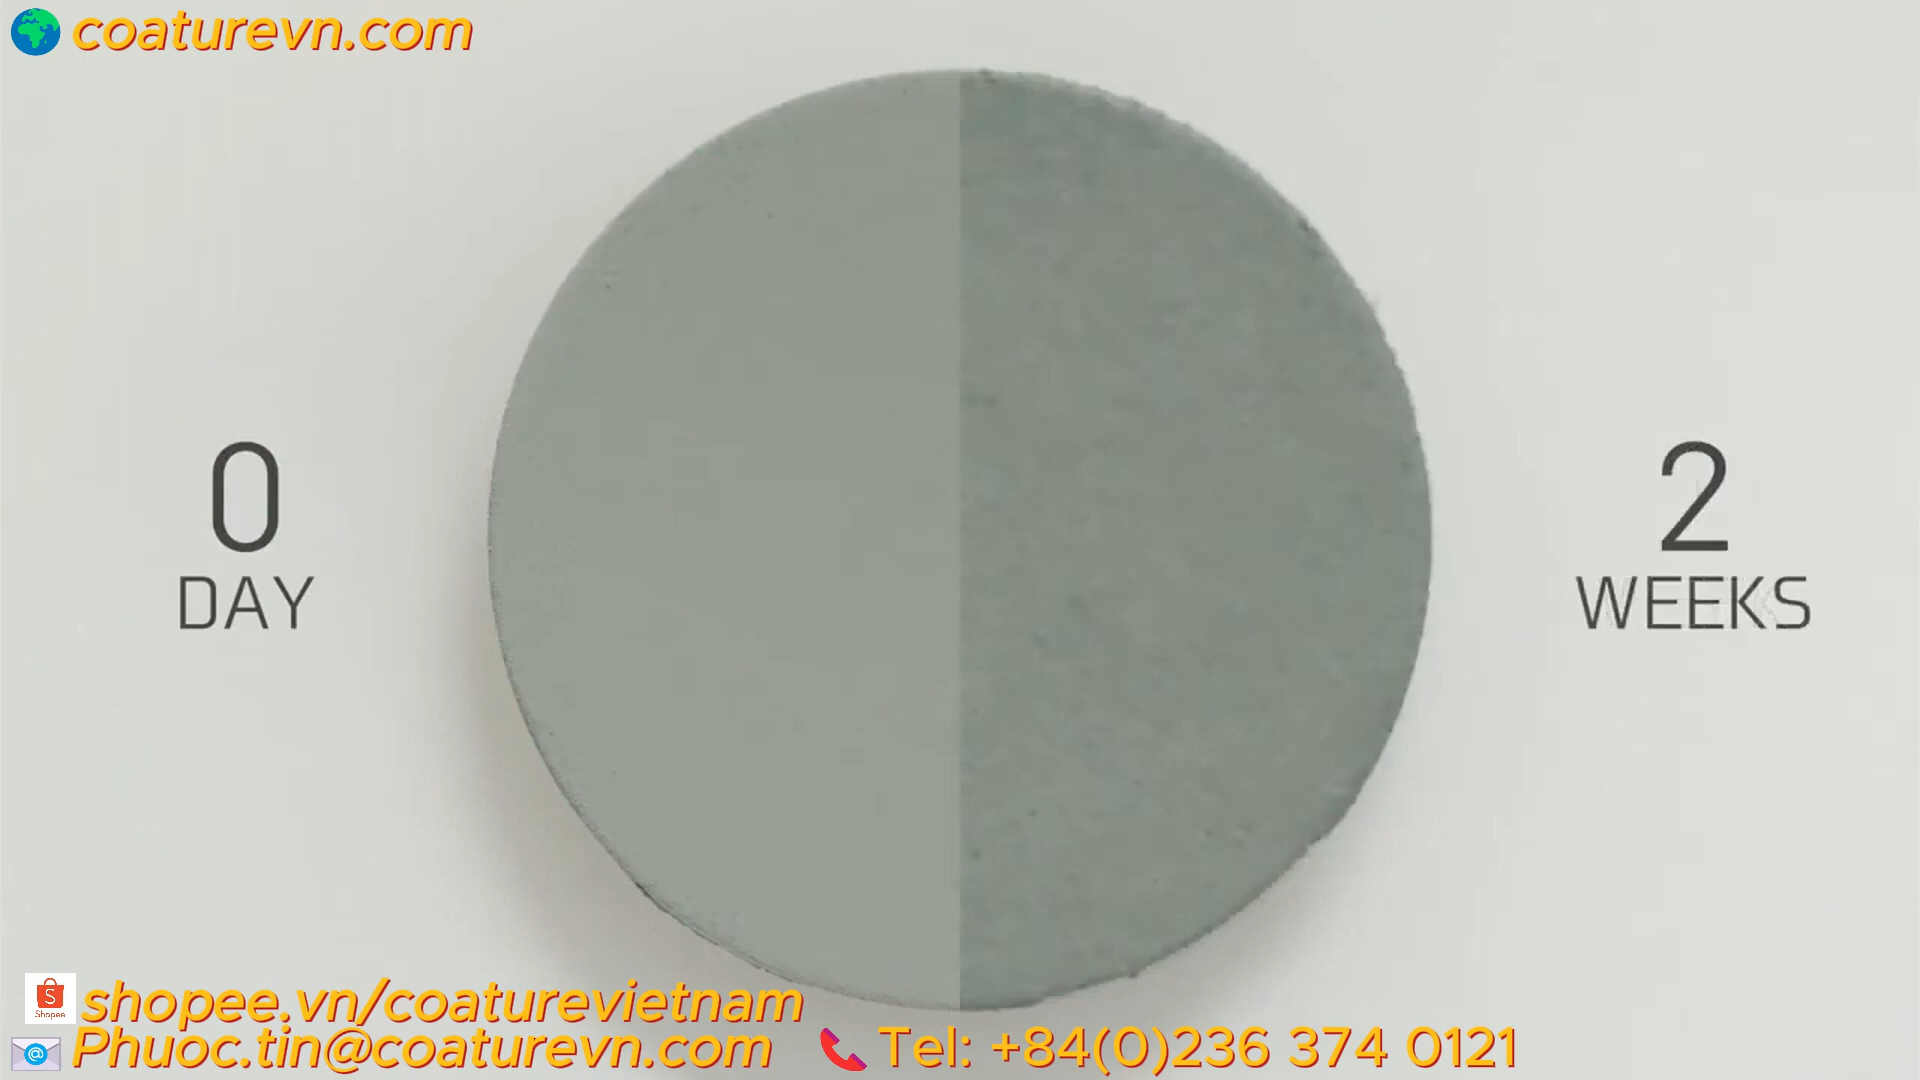 coaturevn.com
0
DAY
2
WEEKS
shopee.vn/coaturevietnam
Shopee
Phuoc.tin@coaturevn.com
Tel: +84(0)236 374 0121